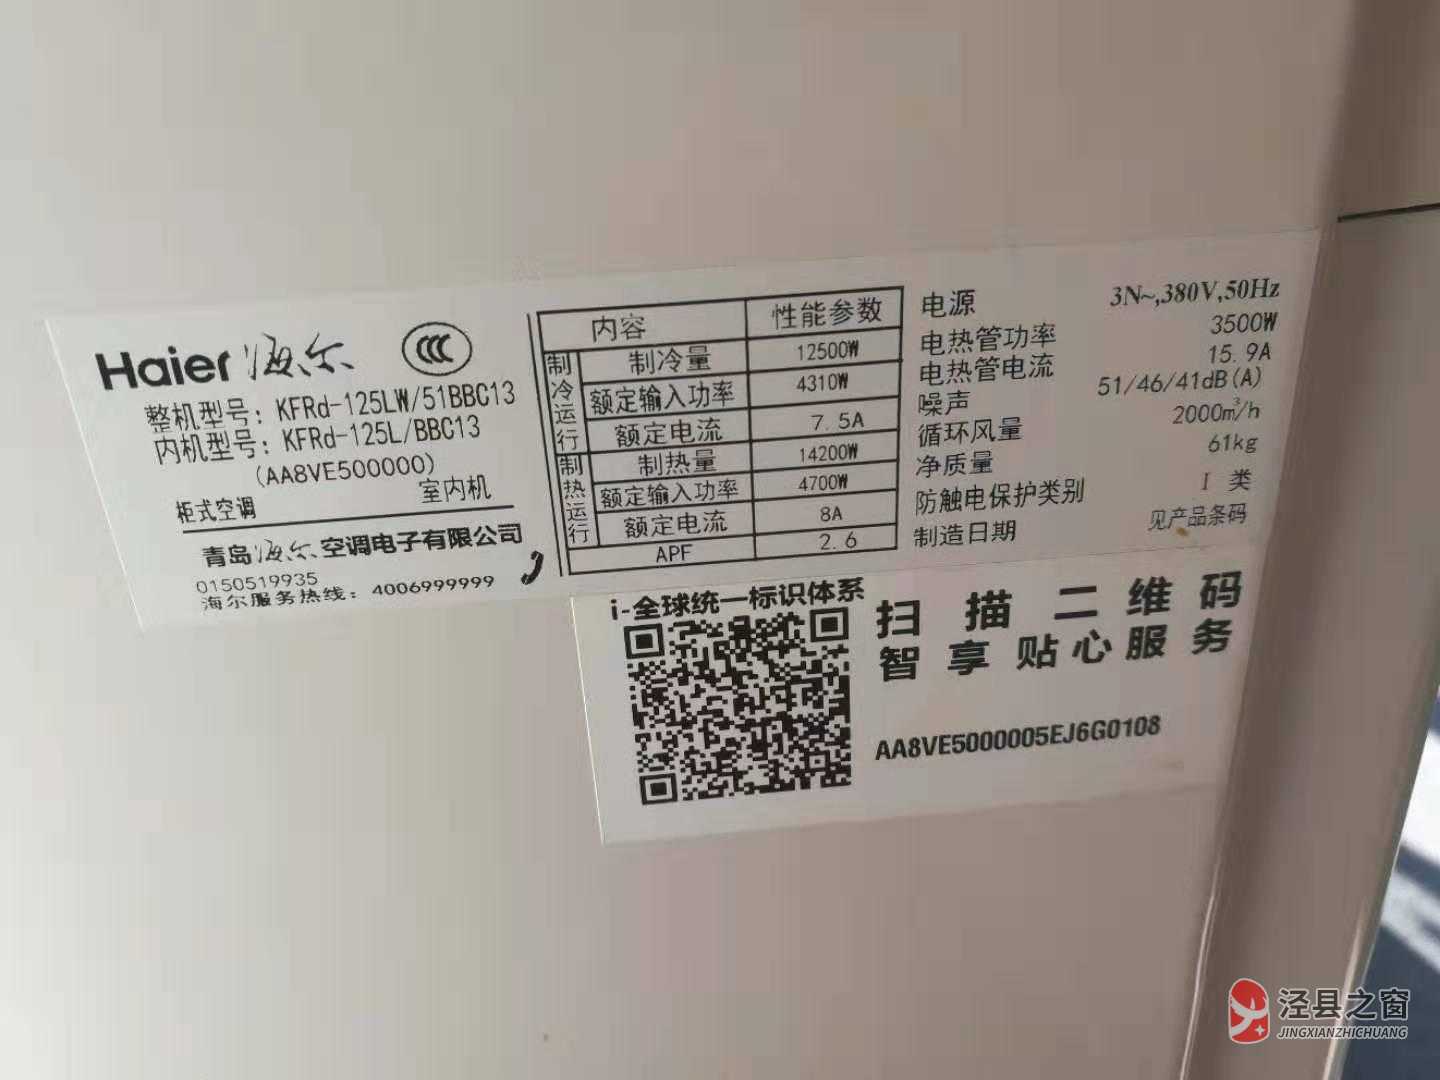 Haier 海尔
整机型号: KFRd-125LW/51BBC13
内机型号: KFRd-125L/BBC13
(AA8VE500000)
柜式空调 室内机
青岛海尔空调电子有限公司
0150519935
海尔服务热线: 4006999999
内容 性能参数
制冷运行
制冷量 12500W
额定输入功率 4310W
额定电流 7.5A
制热运行
制热量 14200W
额定输入功率 4700W
额定电流 8A
APF 2.6
电源 3N~,380V,50Hz
电热管功率 3500W
电热管电流 15.9A
噪声 51/46/41dB(A)
循环风量 2000m³/h
净质量 61kg
防触电保护类别 I 类
制造日期 见产品条码
i-全球统一标识体系
扫描二维码
智享贴心服务
AA8VE5000005EJ6G0108
泾县之窗
JINGXIANZHICHUANG